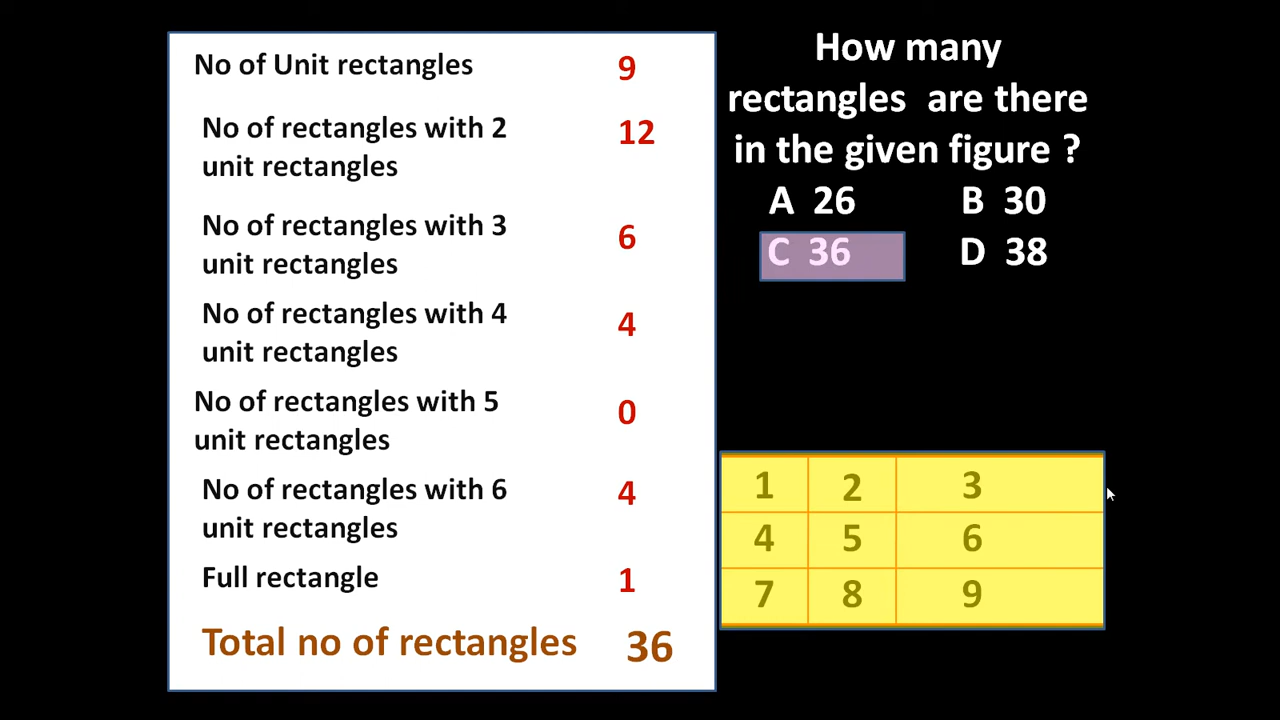 No of Unit rectangles 9
No of rectangles with 2 12
unit rectangles
No of rectangles with 3 6
unit rectangles
No of rectangles with 4 4
unit rectangles
No of rectangles with 5 0
unit rectangles
No of rectangles with 6 4
unit rectangles
Full rectangle 1
Total no of rectangles 36
How many
rectangles are there
in the given figure ?
A 26 B 30
C 36 D 38
1 2 3
4 5 6
7 8 9